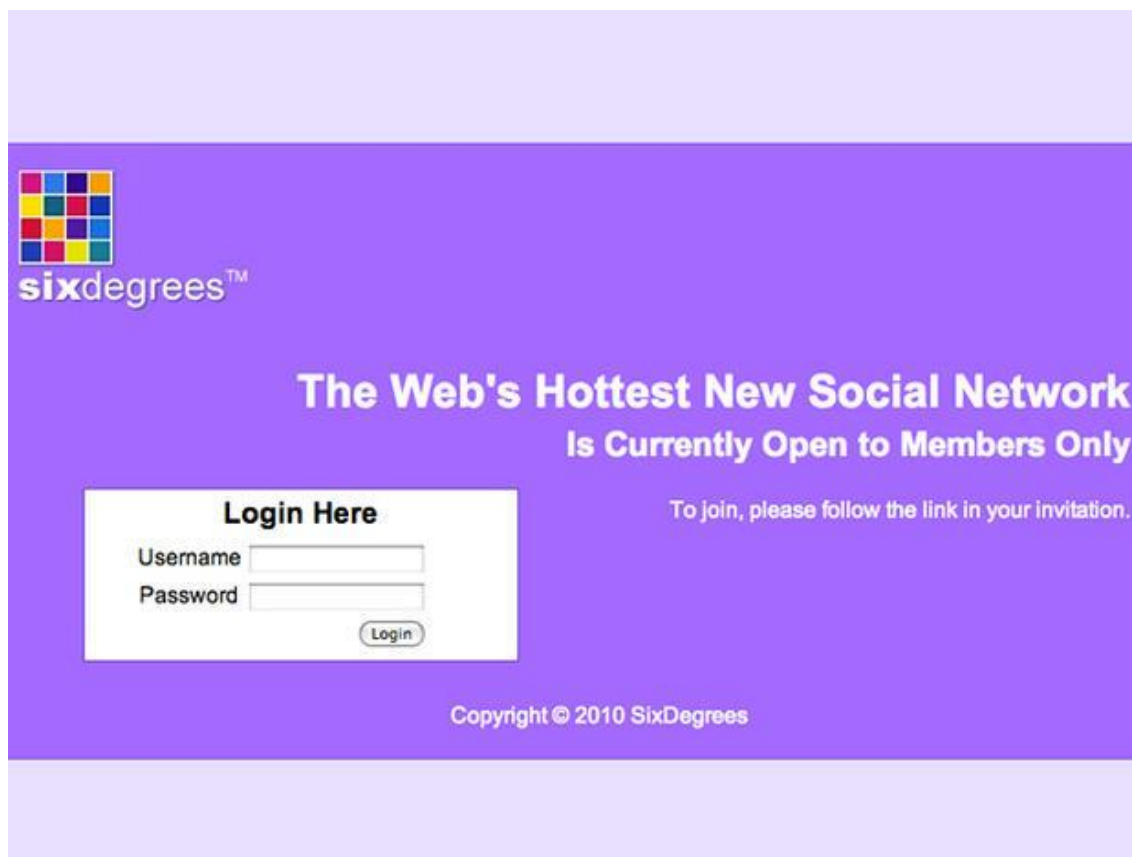 sixdegrees™
The Web's Hottest New Social Network
Is Currently Open to Members Only
To join, please follow the link in your invitation.
Login Here
Username
Password
Login
Copyright © 2010 SixDegrees